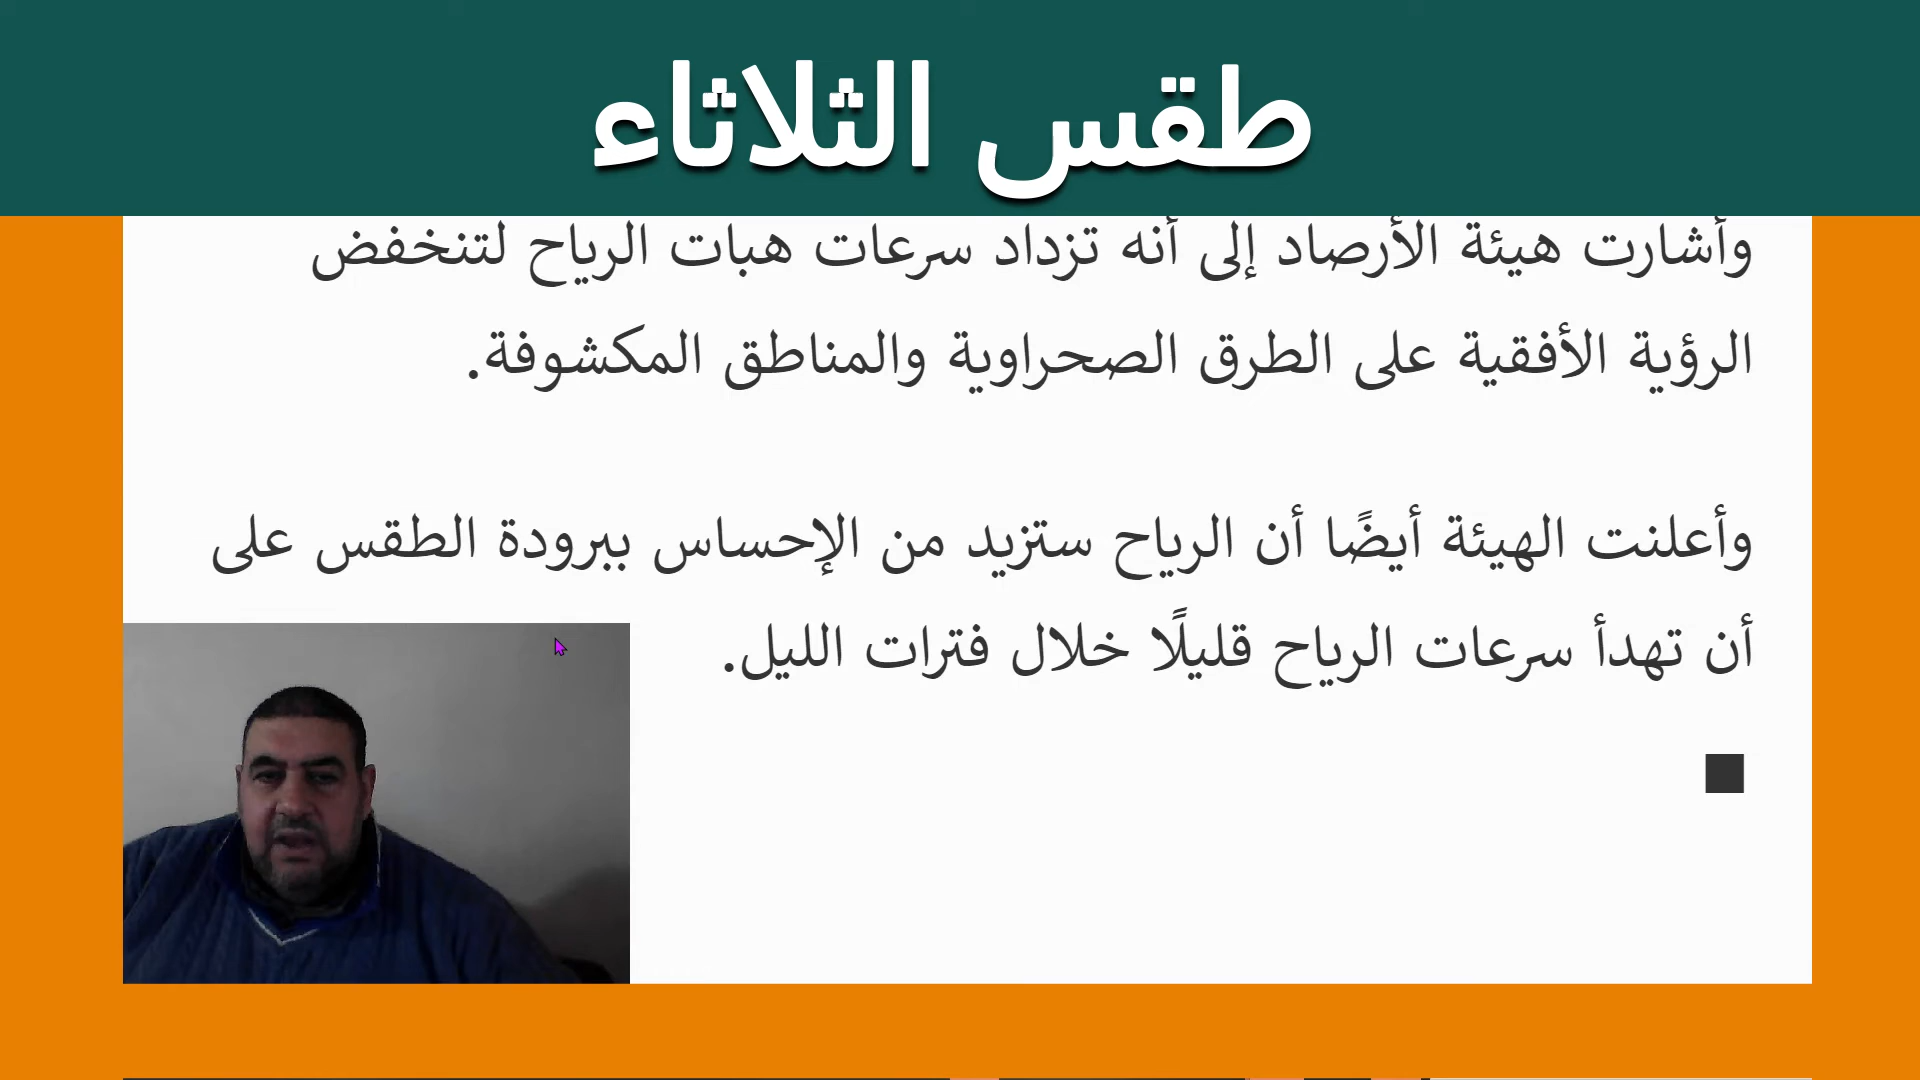 طقس الثلاثاء
وأشارت هيئة الأرصاد إلى أنه تزداد سرعات هبات الرياح لتنخفض
الرؤية الأفقية على الطرق الصحراوية والمناطق المكشوفة.
وأعلنت الهيئة أيضًا أن الرياح ستزيد من الإحساس ببرودة الطقس على
أن تهدأ سرعات الرياح قليلًا خلال فترات الليل.